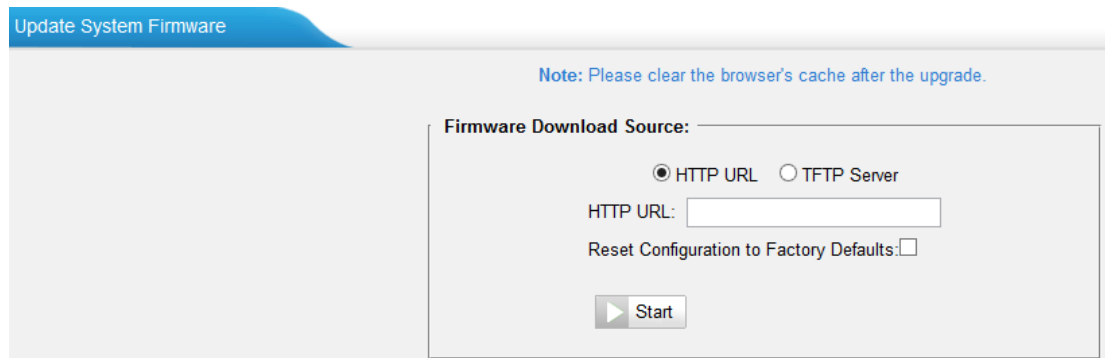 Update System Firmware
Note: Please clear the browser's cache after the upgrade.
Firmware Download Source:
HTTP URL TFTP Server
HTTP URL:
Reset Configuration to Factory Defaults:
Start